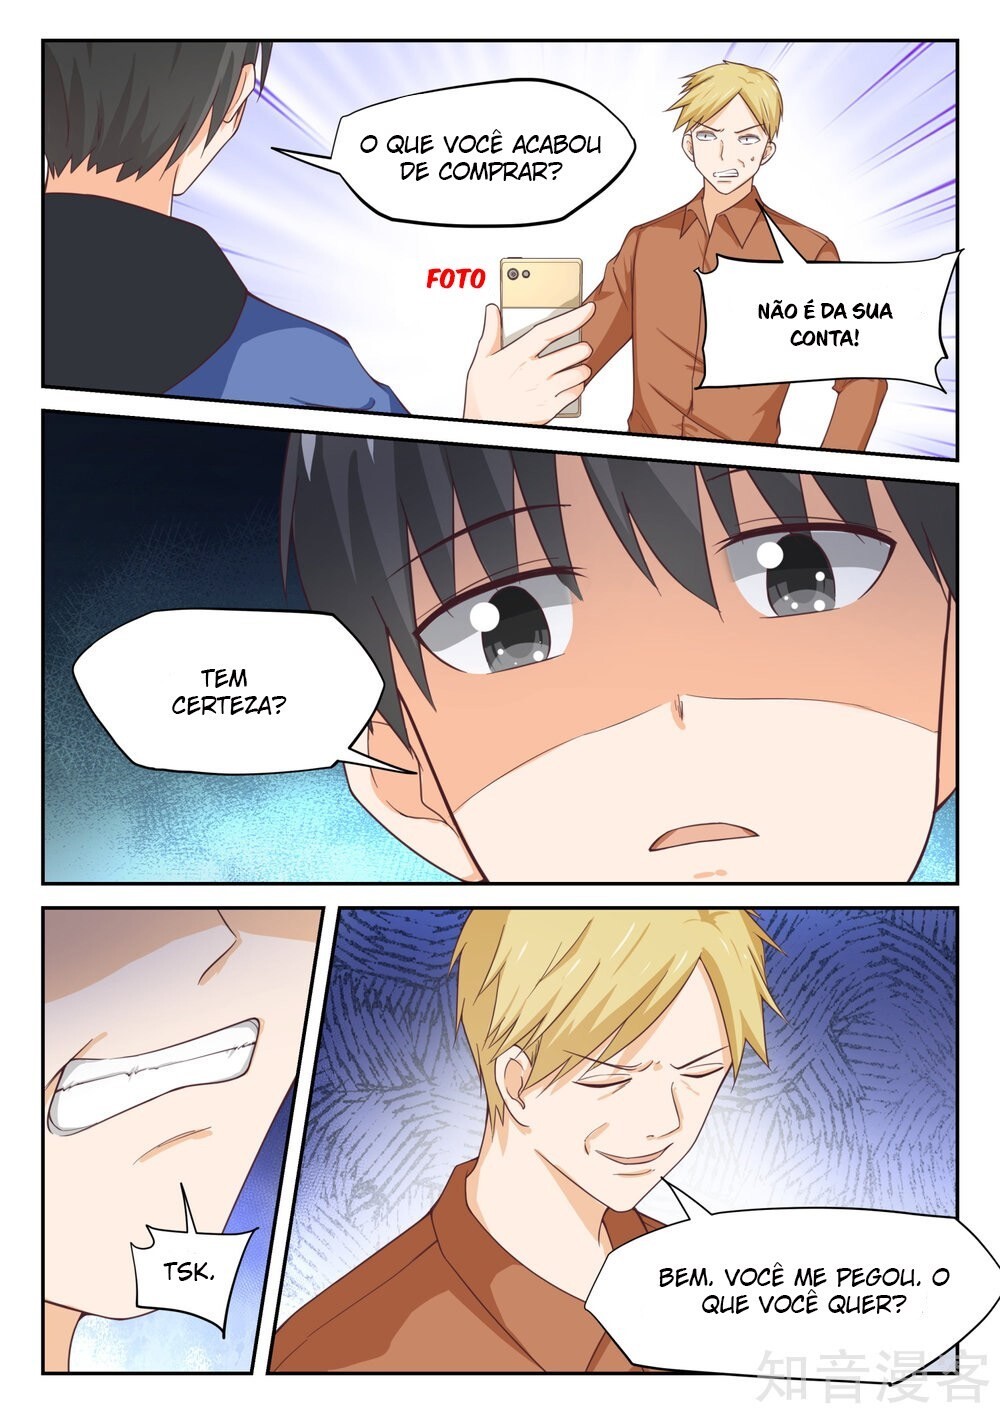 O QUE VOCÊ ACABOU
DE COMPRAR?
FOTO
NÃO É DA SUA
CONTA!
TEM
CERTEZA?
TSK.
BEM. VOCÊ ME PEGOU. O
QUE VOCÊ QUER?
知音漫客